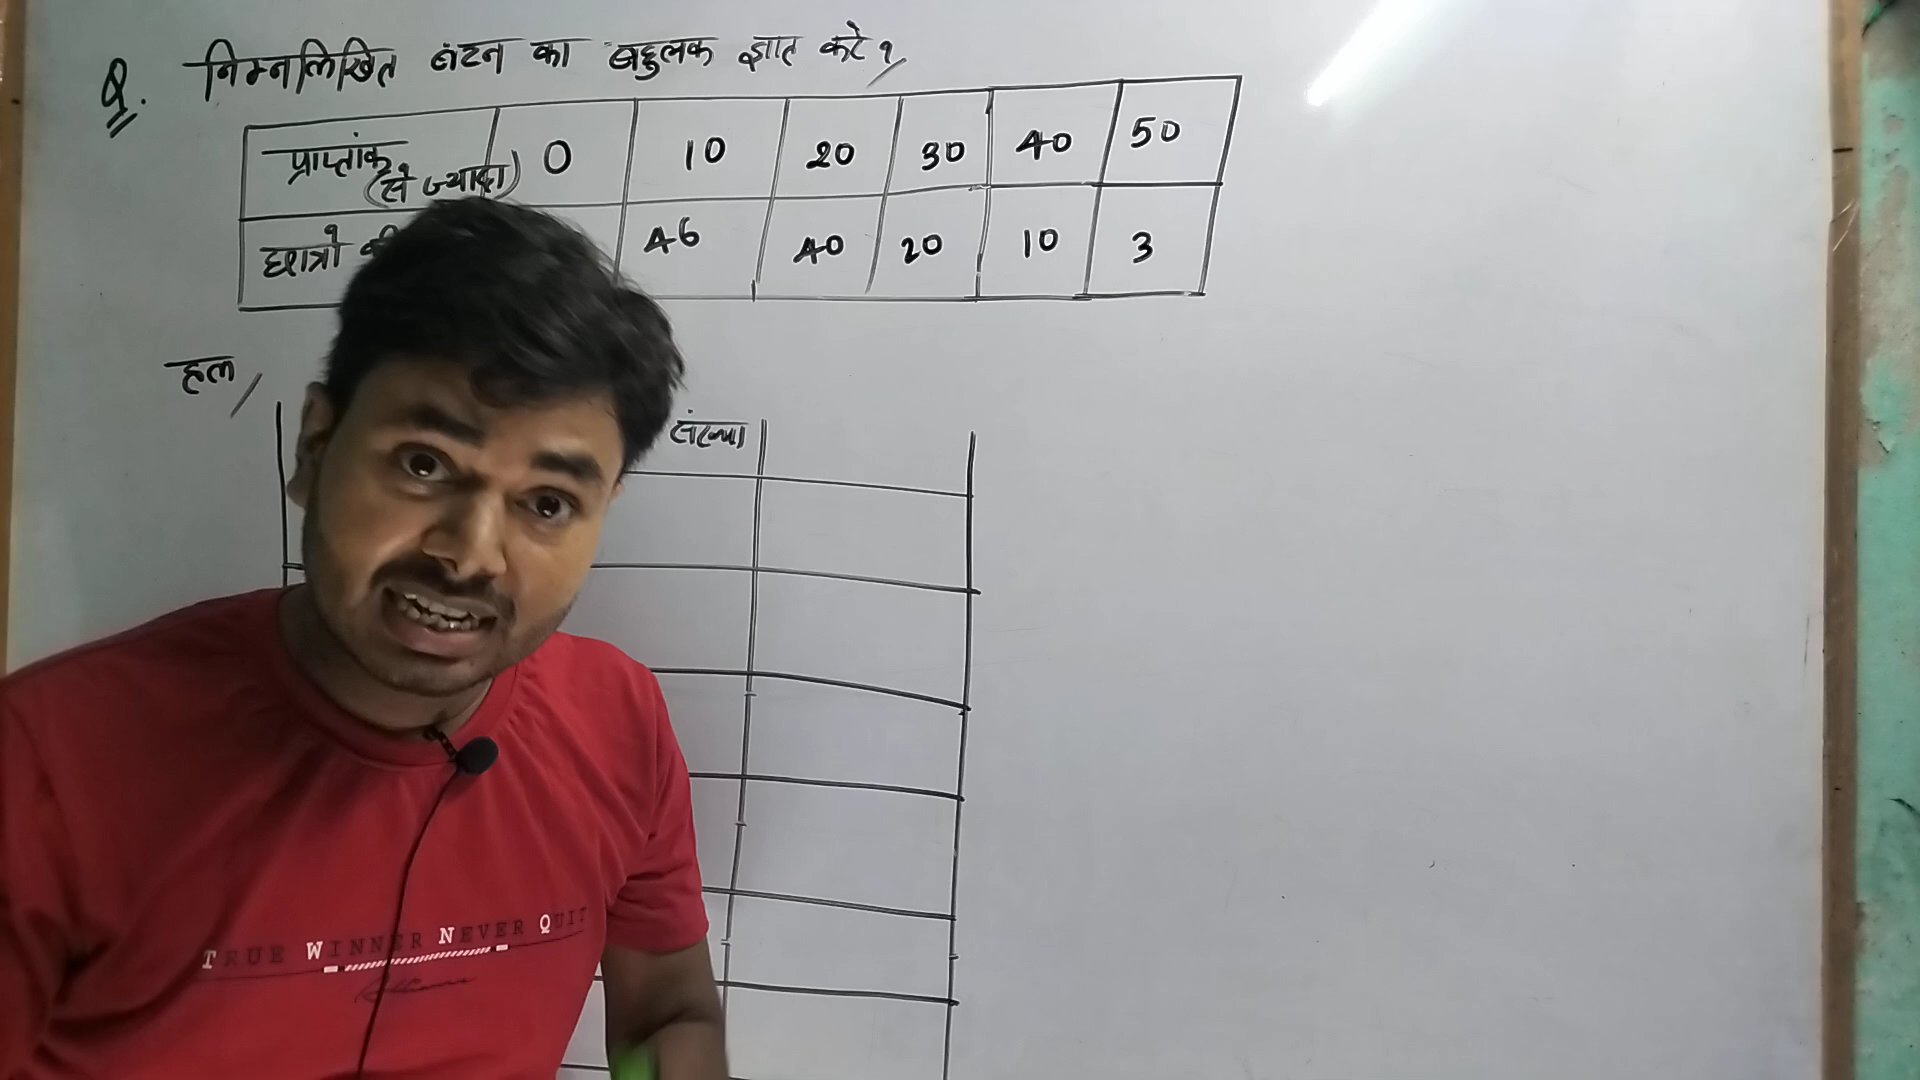 Q. निम्नलिखित बंटन का बहुलक ज्ञात करे?
प्राप्तांक (से ज्यादा) 0 10 20 30 40 50
छात्रो की 46 40 20 10 3
हल/
संख्या
TRUE WINNER NEVER QUIT